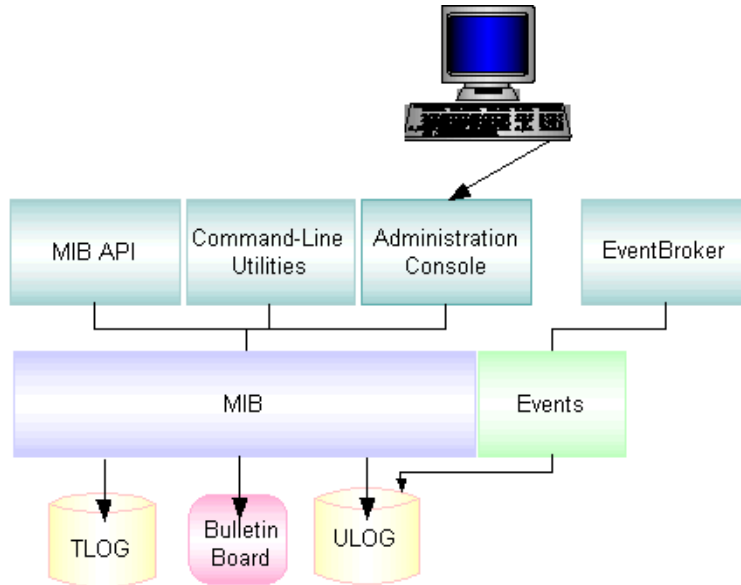 MIB API
Command-Line
Utilities
Administration
Console
EventBroker
MIB
Events
TLOG
Bulletin
Board
ULOG